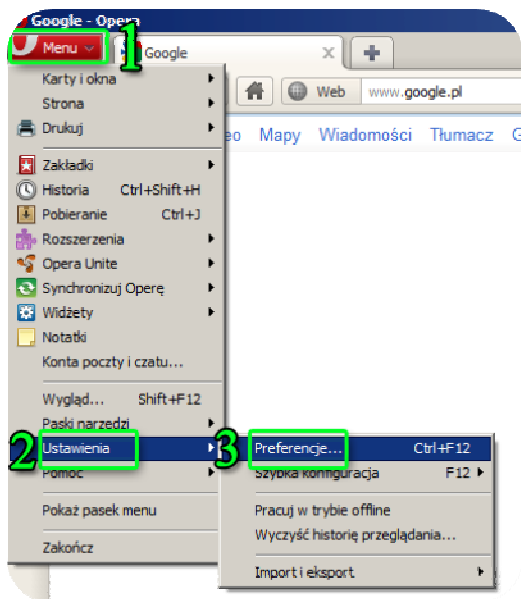 Google - Opera
Menu 1 Google
Karty i okna
Strona
Web www.google.pl
Drukuj
eo Mapy Wiadomości Tłumacz G
Zakładki
Historia Ctrl+Shift+H
Pobieranie Ctrl+J
Rozszerzenia
Opera Unite
Synchronizuj Operę
Widżety
Notatki
Konta poczty i czatu...
Wygląd... Shift+F12
Paski narzędzi
2 Ustawienia
3 Preferencje... Ctrl+F12
Pomoc
Szybka konfiguracja F12
Pokaż pasek menu
Pracuj w trybie offline
Wyczyść historię przeglądania...
Zakończ
Import i eksport